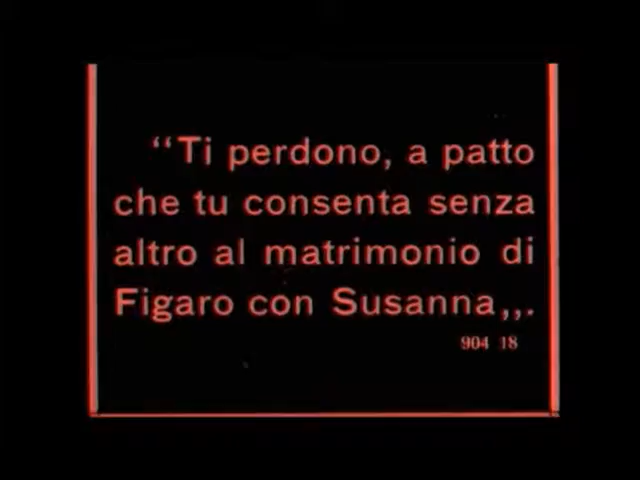 “Ti perdono, a patto
che tu consenta senza
altro al matrimonio di
Figaro con Susanna,,.
904 18